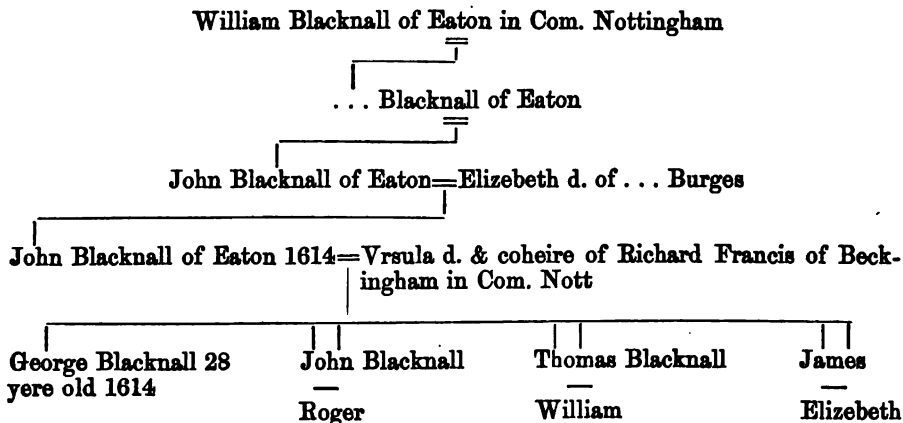 William Blacknall of Eaton in Com. Nottingham
... Blacknall of Eaton
John Blacknall of Eaton=Elizebeth d. of ... Burges
John Blacknall of Eaton 1614=Vrsula d. & coheire of Richard Francis of Beck-
ingham in Com. Nott
George Blacknall 28 John Blacknall Thomas Blacknall James
yere old 1614
Roger William Elizebeth